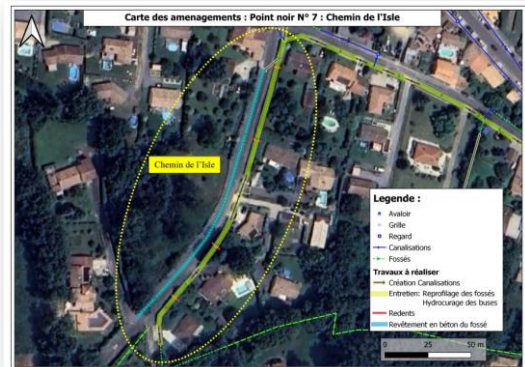 Carte des amenagements : Point noir N° 7 : Chemin de l'Isle
Chemin de l'Isle
Legende :
Avaloir
Grille
Regard
Canalisations
Fossés
Travaux à réaliser
Création Canalisations
Entretien: Reprofilage des fossés
Hydrocurage des buses
Redents
Revêtement en béton du fossé
0 25 50 m